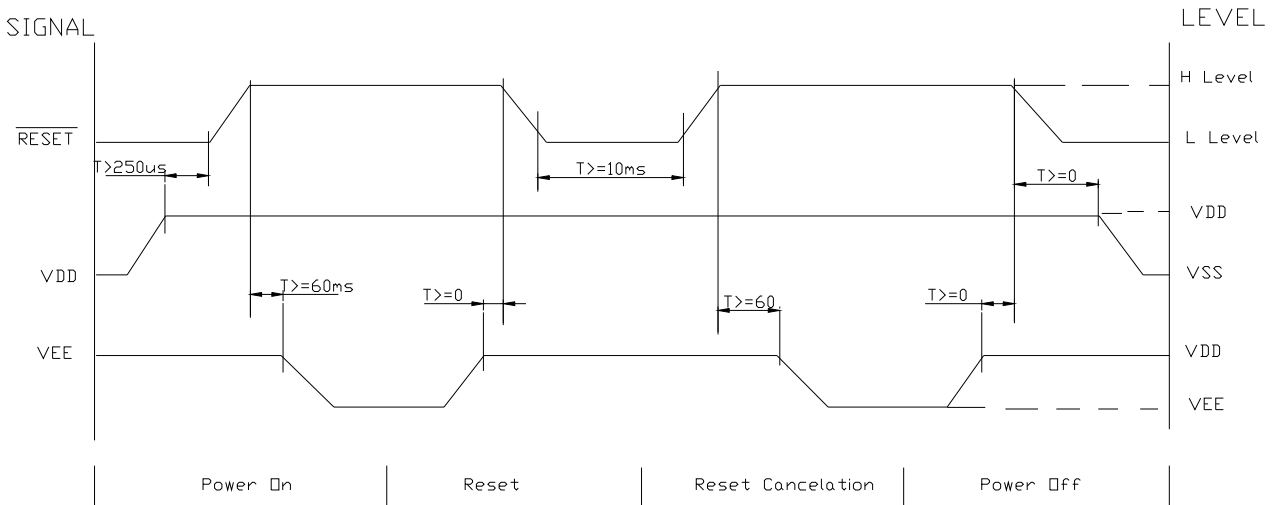 SIGNAL
LEVEL
H Level
RESET
L Level
T>250us
T>=10ms
T>=0
VDD
VDD
VSS
T>=60ms
T>=0
T>=60
T>=0
VEE
VDD
VEE
Power On
Reset
Reset Cancelation
Power Off